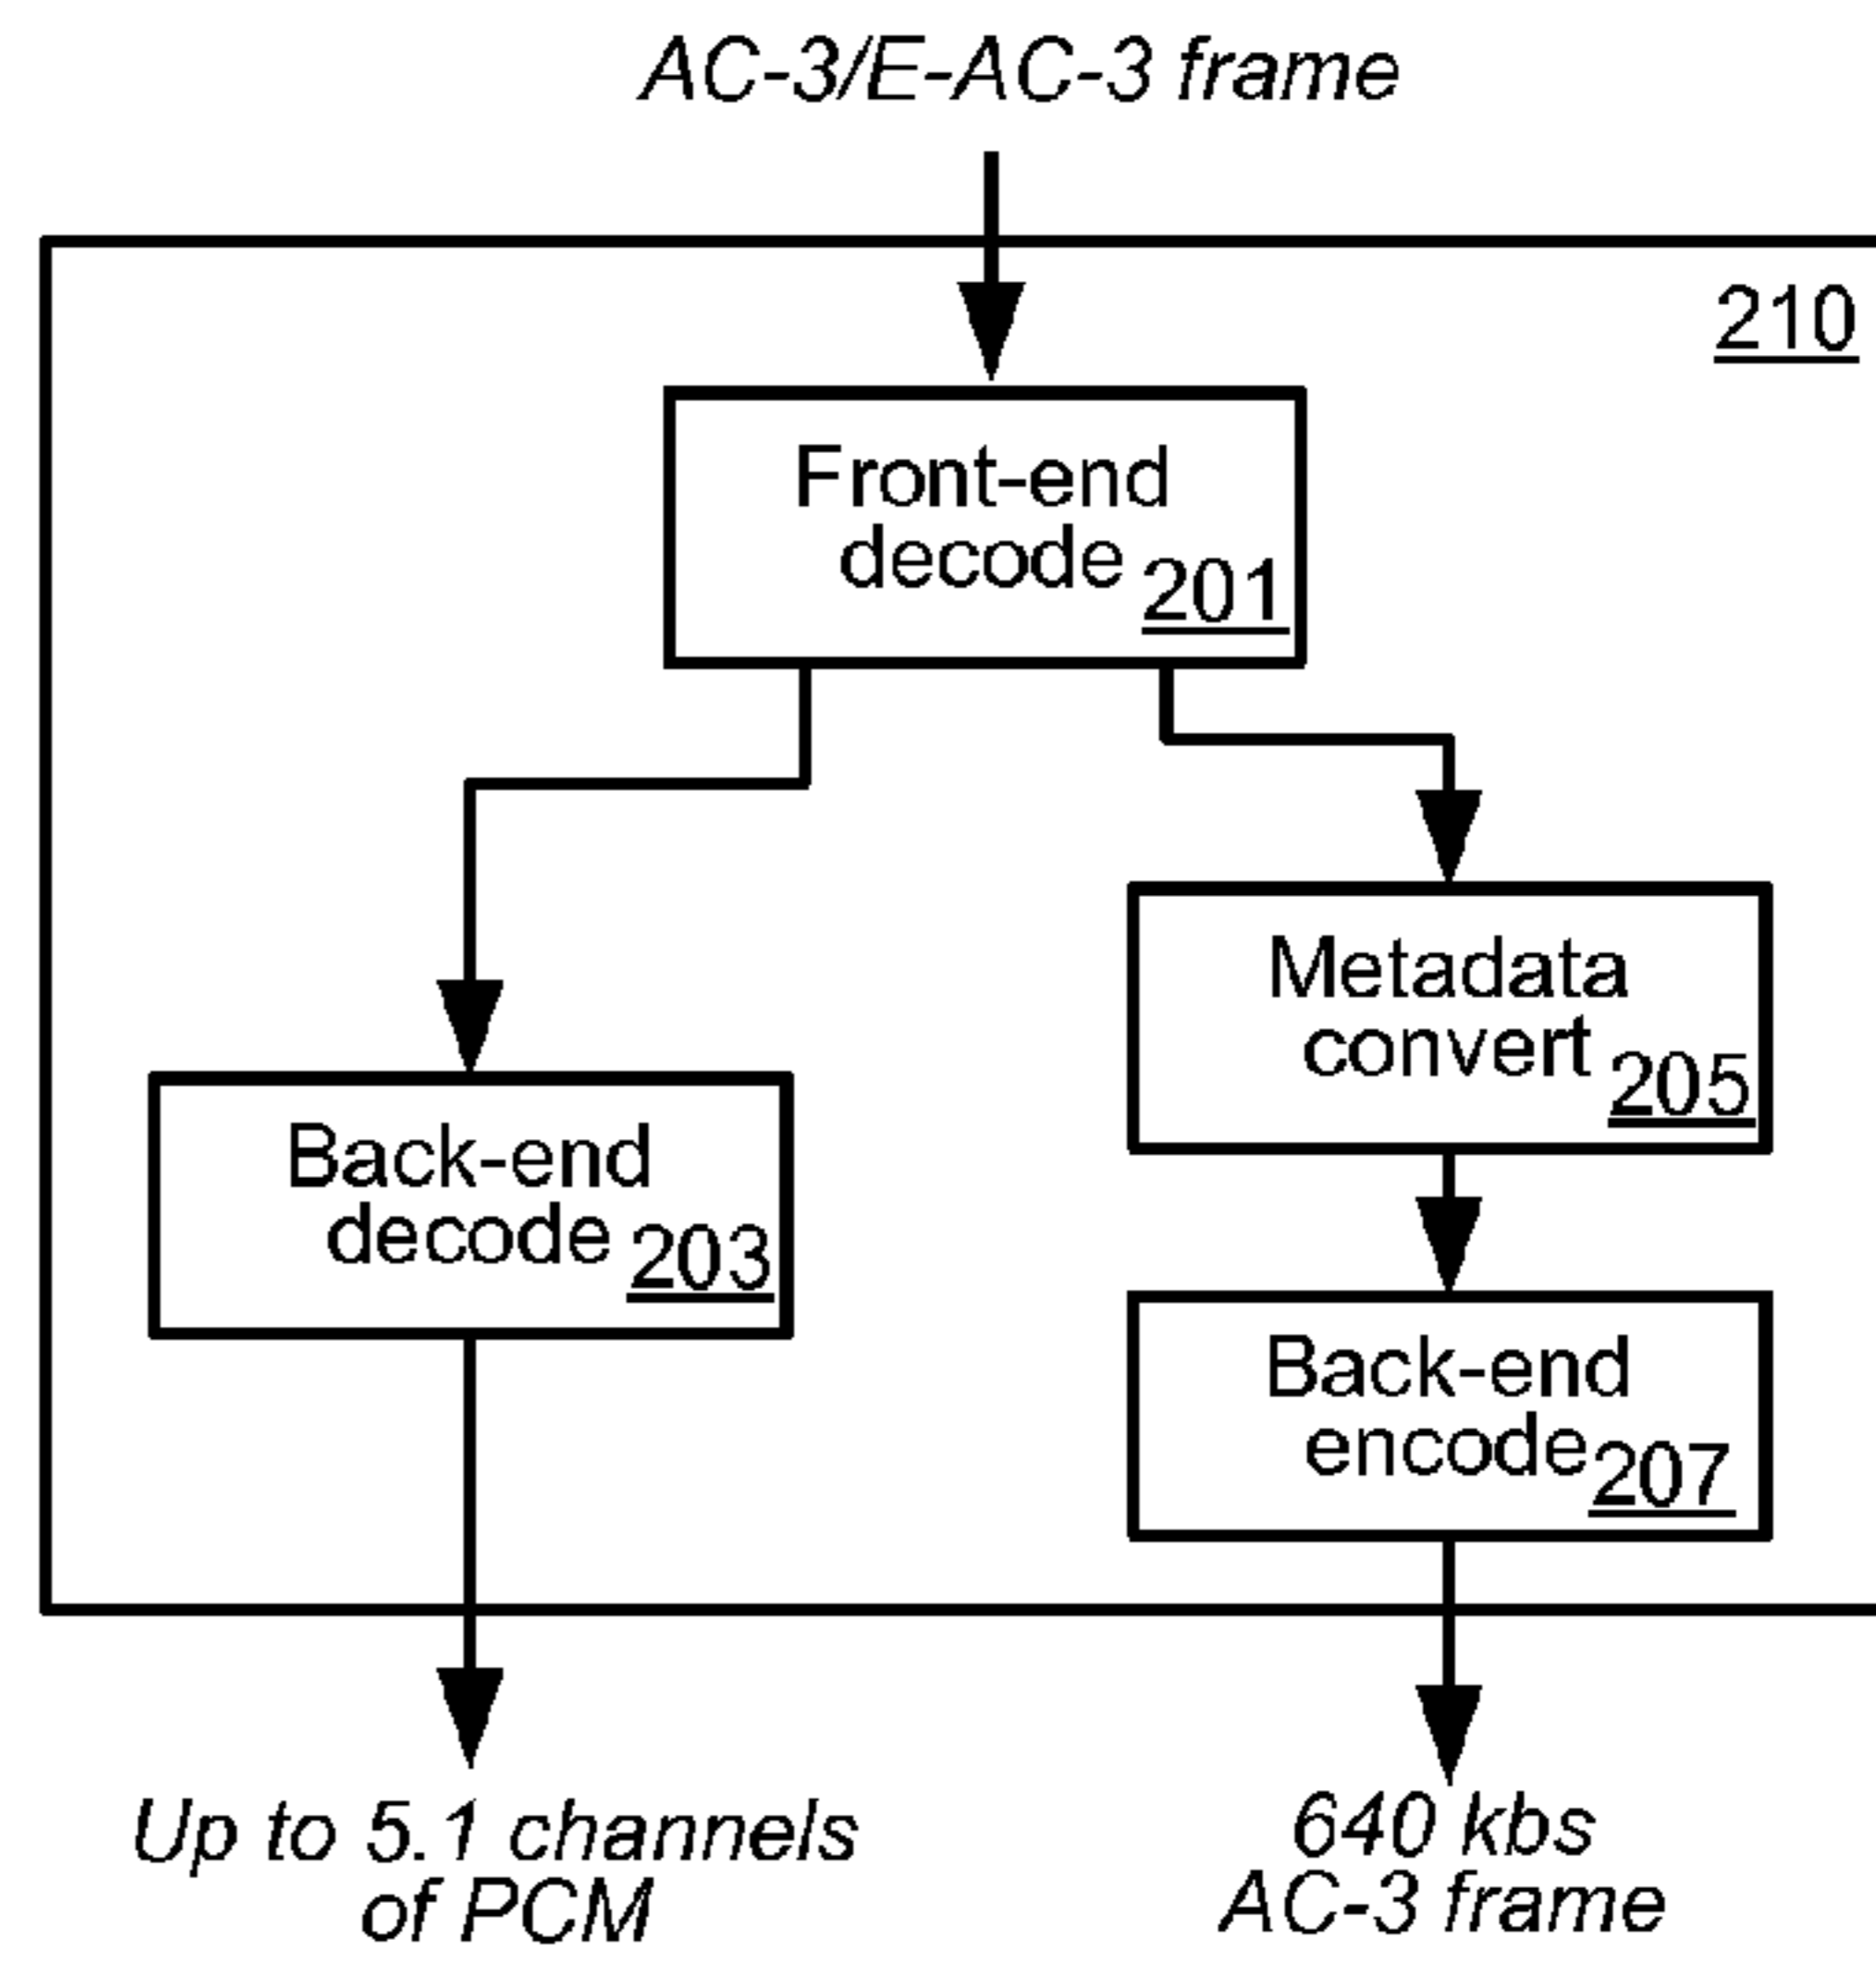 AC-3/E-AC-3 frame
210
Front-end
decode 201
Metadata
convert 205
Back-end
decode 203
Back-end
encode 207
Up to 5.1 channels
of PCM
640 kbs
AC-3 frame